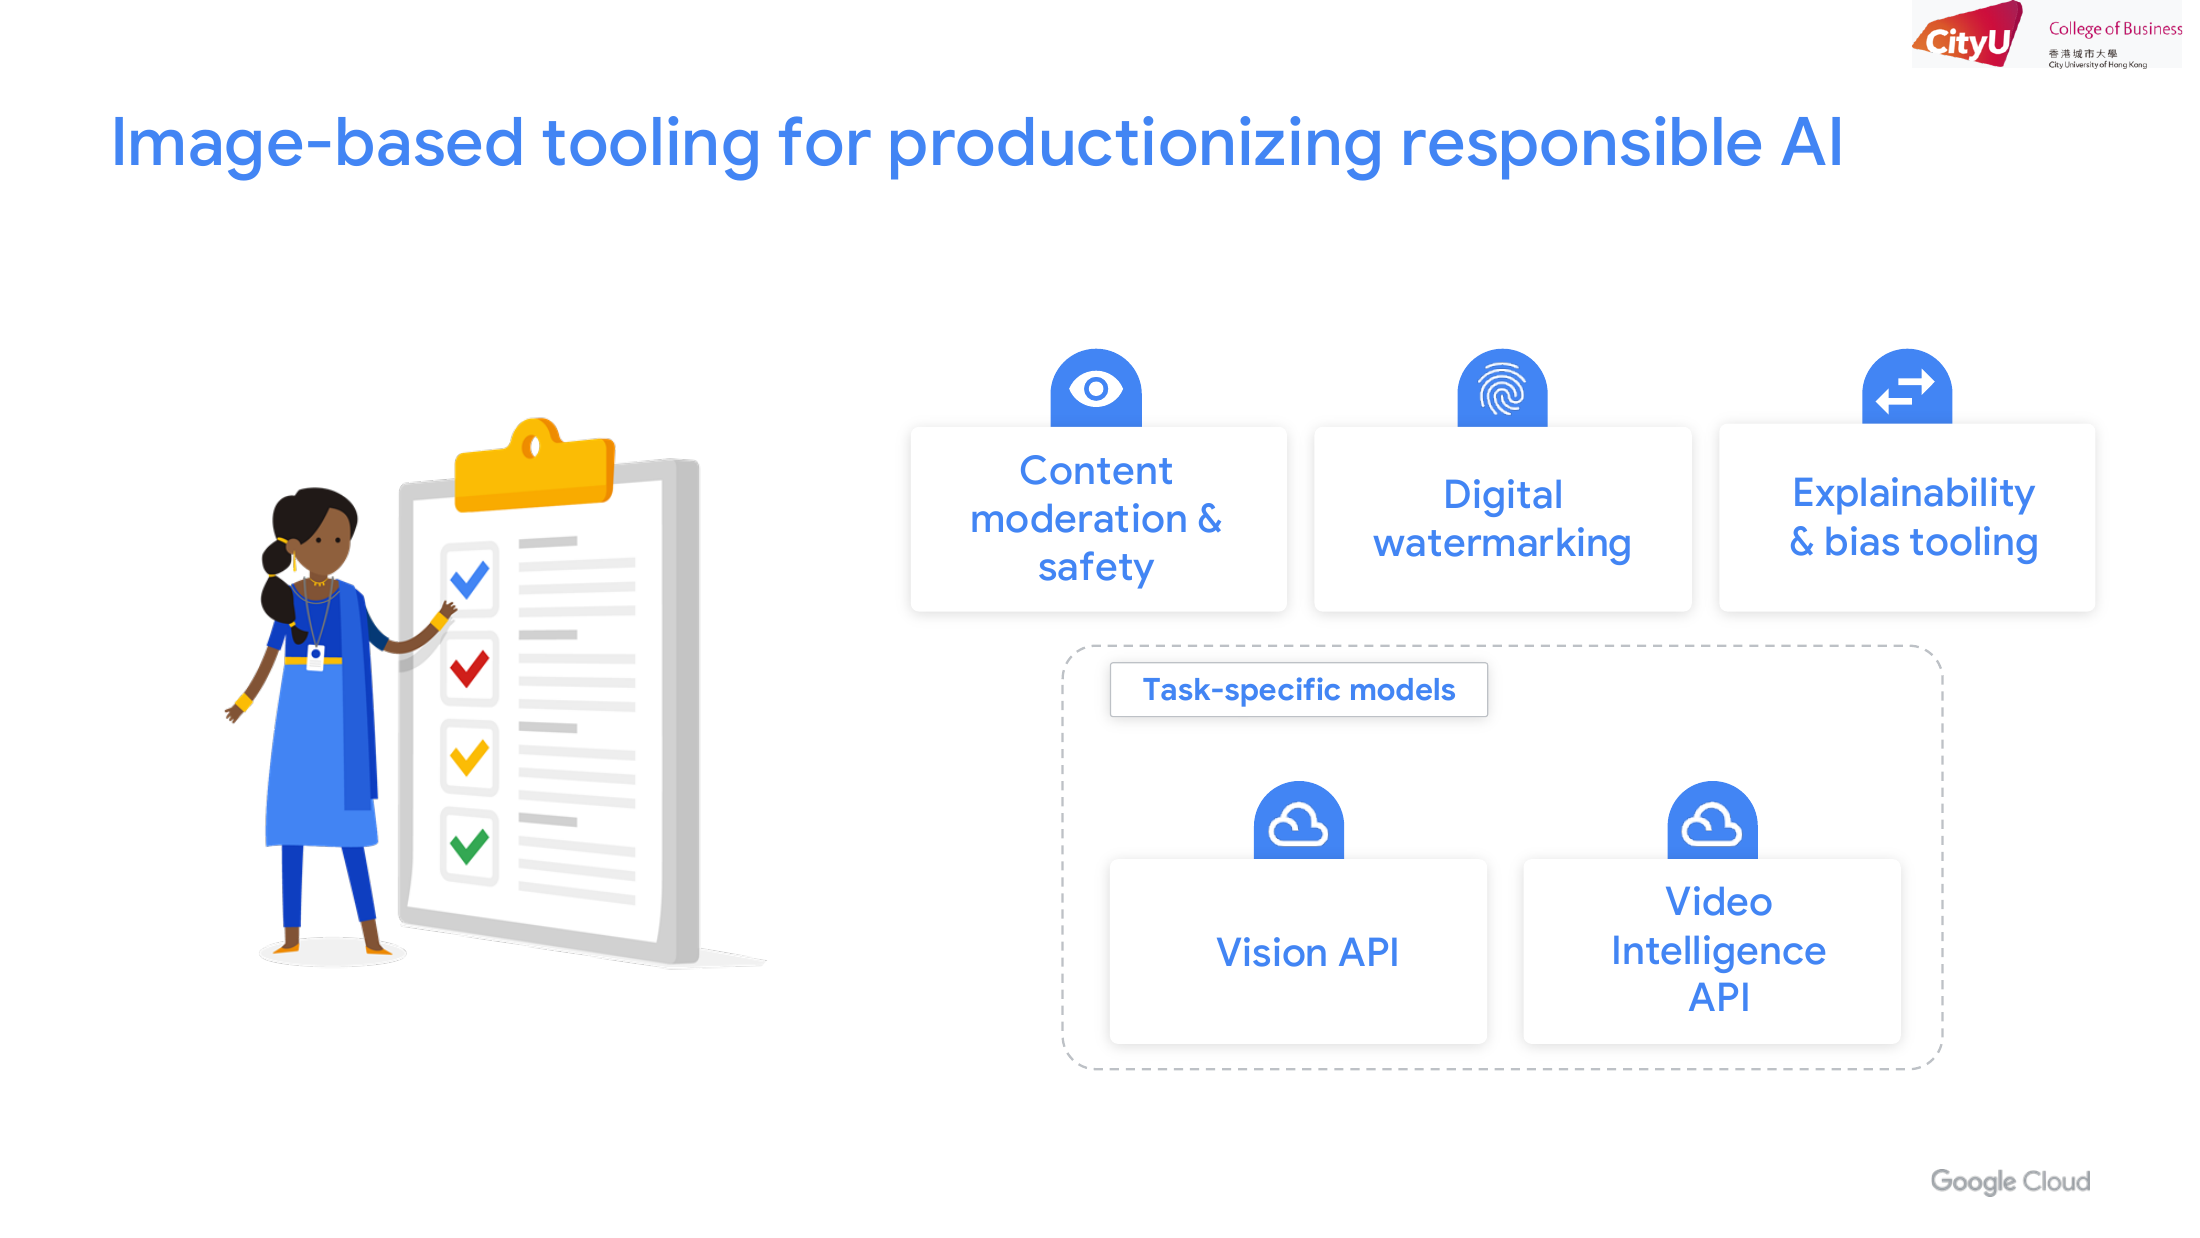 CityU
College of Business
香港城市大學
City University of Hong Kong
Image-based tooling for productionizing responsible AI
Content
moderation &
safety
Digital
watermarking
Explainability
& bias tooling
Task-specific models
Vision API
Video
Intelligence
API
Google Cloud